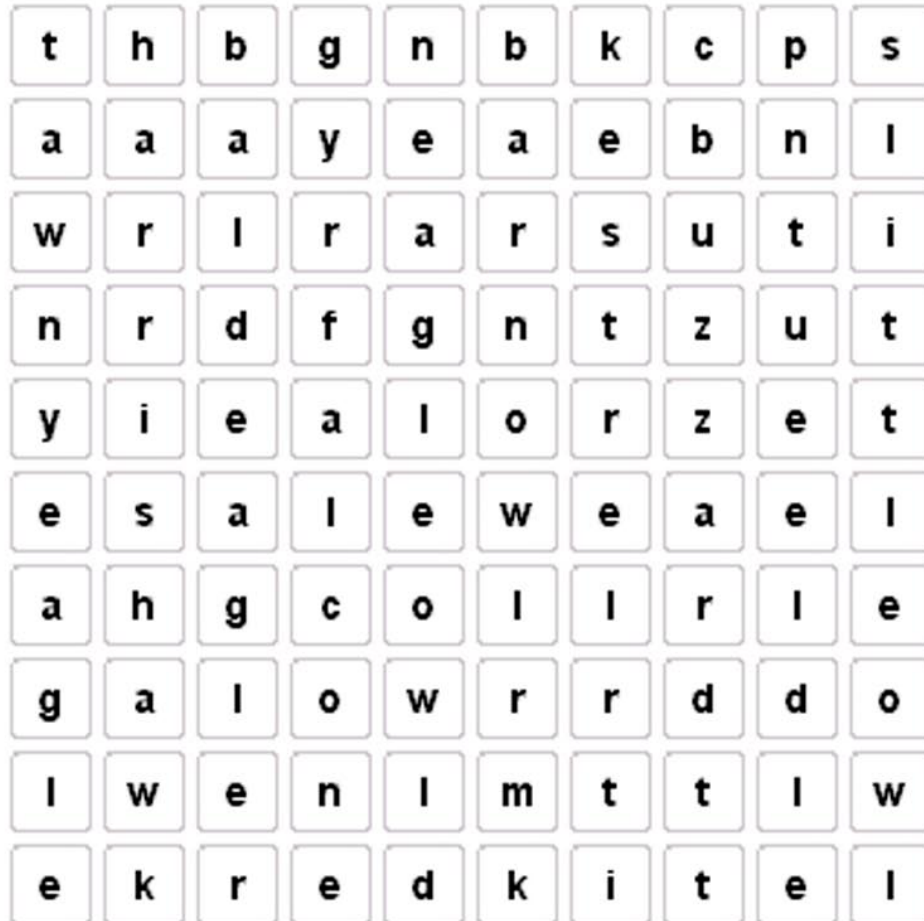 t h b g n b k c p s
a a a y e a e b n l
w r l r a r s u t i
n r d f g n t z u t
y i e a l o r z e t
e s a l e w e a e l
a h g c o l l r l e
g a l o w r r d d o
l w e n l m t t l w
e k r e d k i t e l